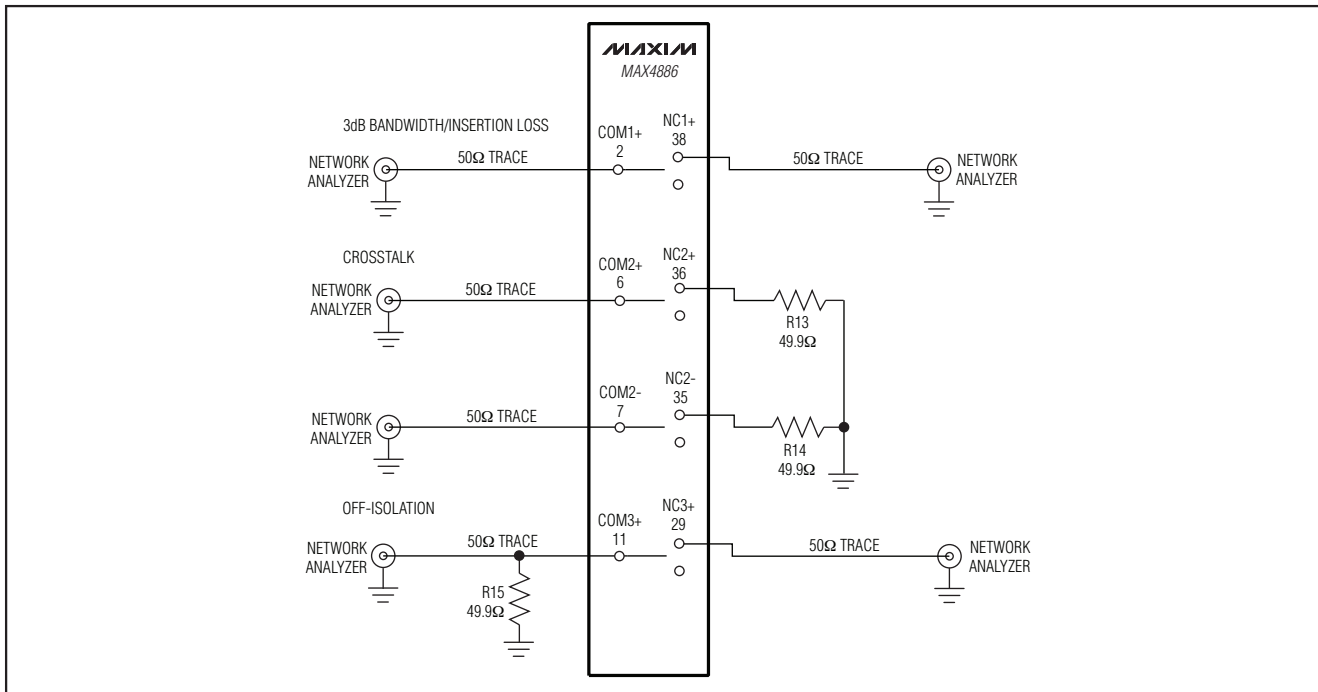 MAXIM
MAX4886
3dB BANDWIDTH/INSERTION LOSS
NETWORK
ANALYZER
50Ω TRACE
COM1+
2
NC1+
38
50Ω TRACE
NETWORK
ANALYZER
CROSSTALK
NETWORK
ANALYZER
50Ω TRACE
COM2+
6
NC2+
36
R13
49.9Ω
NETWORK
ANALYZER
50Ω TRACE
COM2-
7
NC2-
35
R14
49.9Ω
OFF-ISOLATION
NETWORK
ANALYZER
50Ω TRACE
R15
49.9Ω
COM3+
11
NC3+
29
50Ω TRACE
NETWORK
ANALYZER